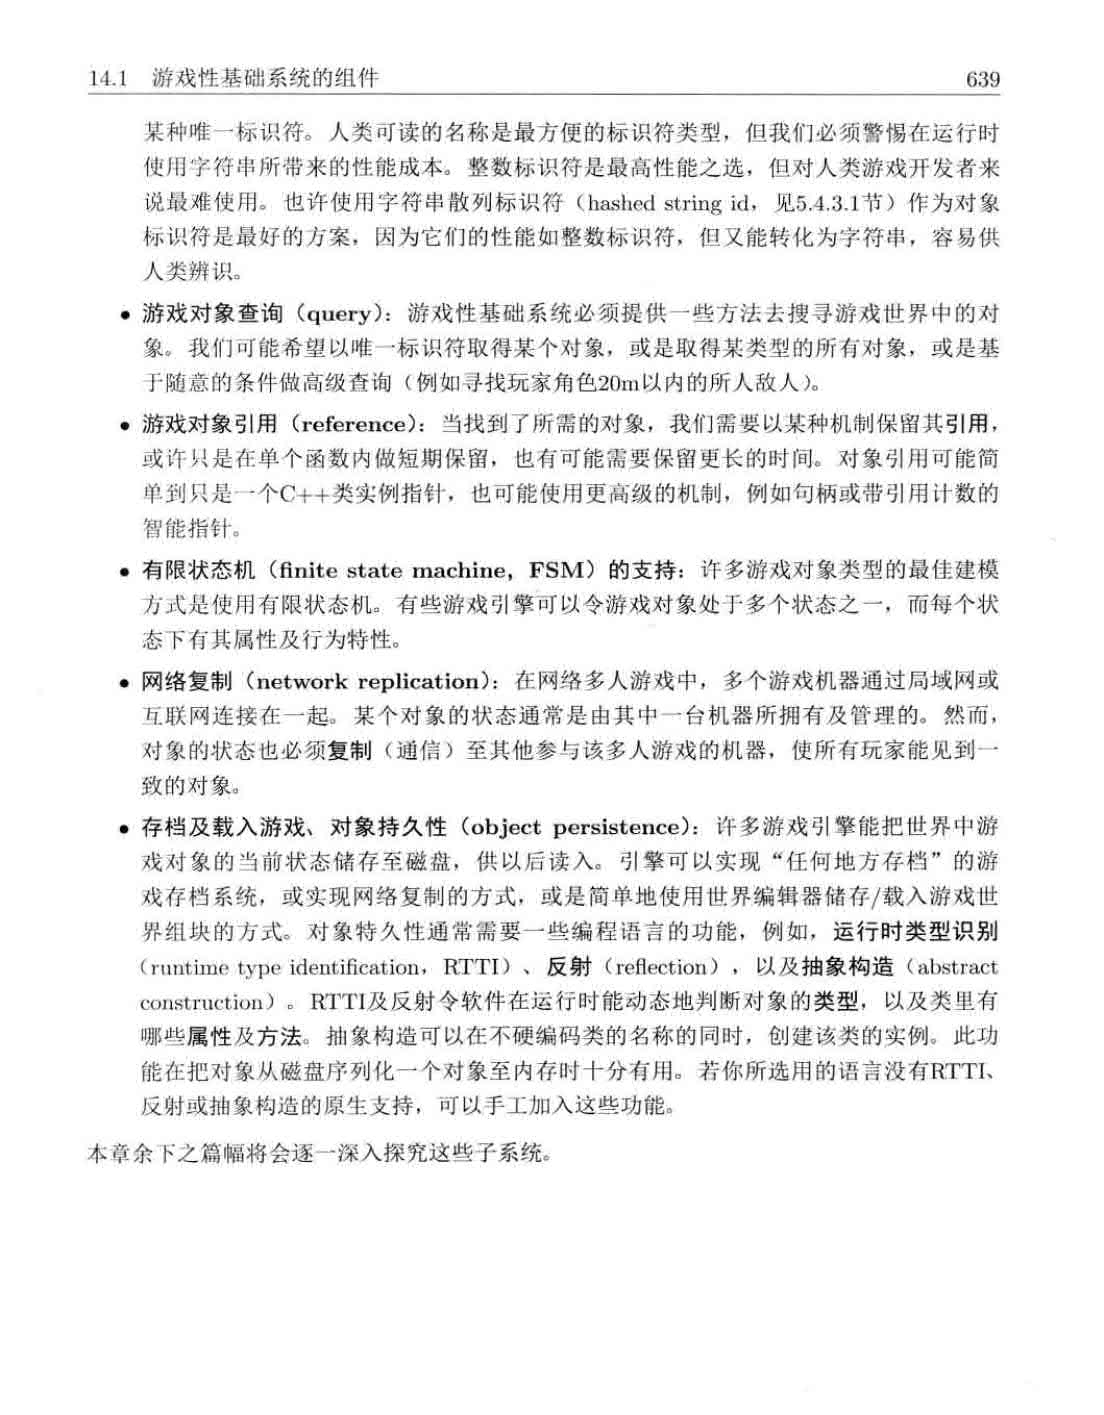 14.1 游戏性基础系统的组件 639
某种唯一标识符。人类可读的名称是最方便的标识符类型，但我们必须警惕在运行时
使用字符串所带来的性能成本。整数标识符是最高性能之选，但对人类游戏开发者来
说最难使用。也许使用字符串散列标识符（hashed string id，见5.4.3.1节）作为对象
标识符是最好的方案，因为它们的性能如整数标识符，但又能转化为字符串，容易供
人类辨识。
• 游戏对象查询（query）：游戏性基础系统必须提供一些方法去搜寻游戏世界中的对
象。我们可能希望以唯一标识符取得某个对象，或是取得某类型的所有对象，或是基
于随意的条件做高级查询（例如寻找玩家角色20m以内的所人敌人）。
• 游戏对象引用（reference）：当找到了所需的对象，我们需要以某种机制保留其引用，
或许只是在单个函数内做短期保留，也有可能需要保留更长的时间。对象引用可能简
单到只是一个C++类实例指针，也可能使用更高级的机制，例如句柄或带引用计数的
智能指针。
• 有限状态机（finite state machine，FSM）的支持：许多游戏对象类型的最佳建模
方式是使用有限状态机。有些游戏引擎可以令游戏对象处于多个状态之一，而每个状
态下有其属性及行为特性。
• 网络复制（network replication）：在网络多人游戏中，多个游戏机器通过局域网或
互联网连接在一起。某个对象的状态通常是由其中一台机器所拥有及管理的。然而，
对象的状态也必须复制（通信）至其他参与该多人游戏的机器，使所有玩家能见到一
致的对象。
• 存档及载入游戏、对象持久性（object persistence）：许多游戏引擎能把世界中游
戏对象的当前状态储存至磁盘，供以后读入。引擎可以实现“任何地方存档”的游
戏存档系统，或实现网络复制的方式，或是简单地使用世界编辑器储存/载入游戏世
界组块的方式。对象特久性通常需要一些编程语言的功能，例如，运行时类型识别
（runtime type identification，RTTI）、反射（reflection），以及抽象构造（abstract
construction）。RTTI及反射令软件在运行时能动态地判断对象的类型，以及类里有
哪些属性及方法。抽象构造可以在不硬编码类的名称的同时，创建该类的实例。此功
能在把对象从磁盘序列化一个对象至内存时十分有用。若你所选用的语言没有RTTI、
反射或抽象构造的原生支持，可以手工加入这些功能。
本章余下之篇幅将会逐一深入探究这些子系统。